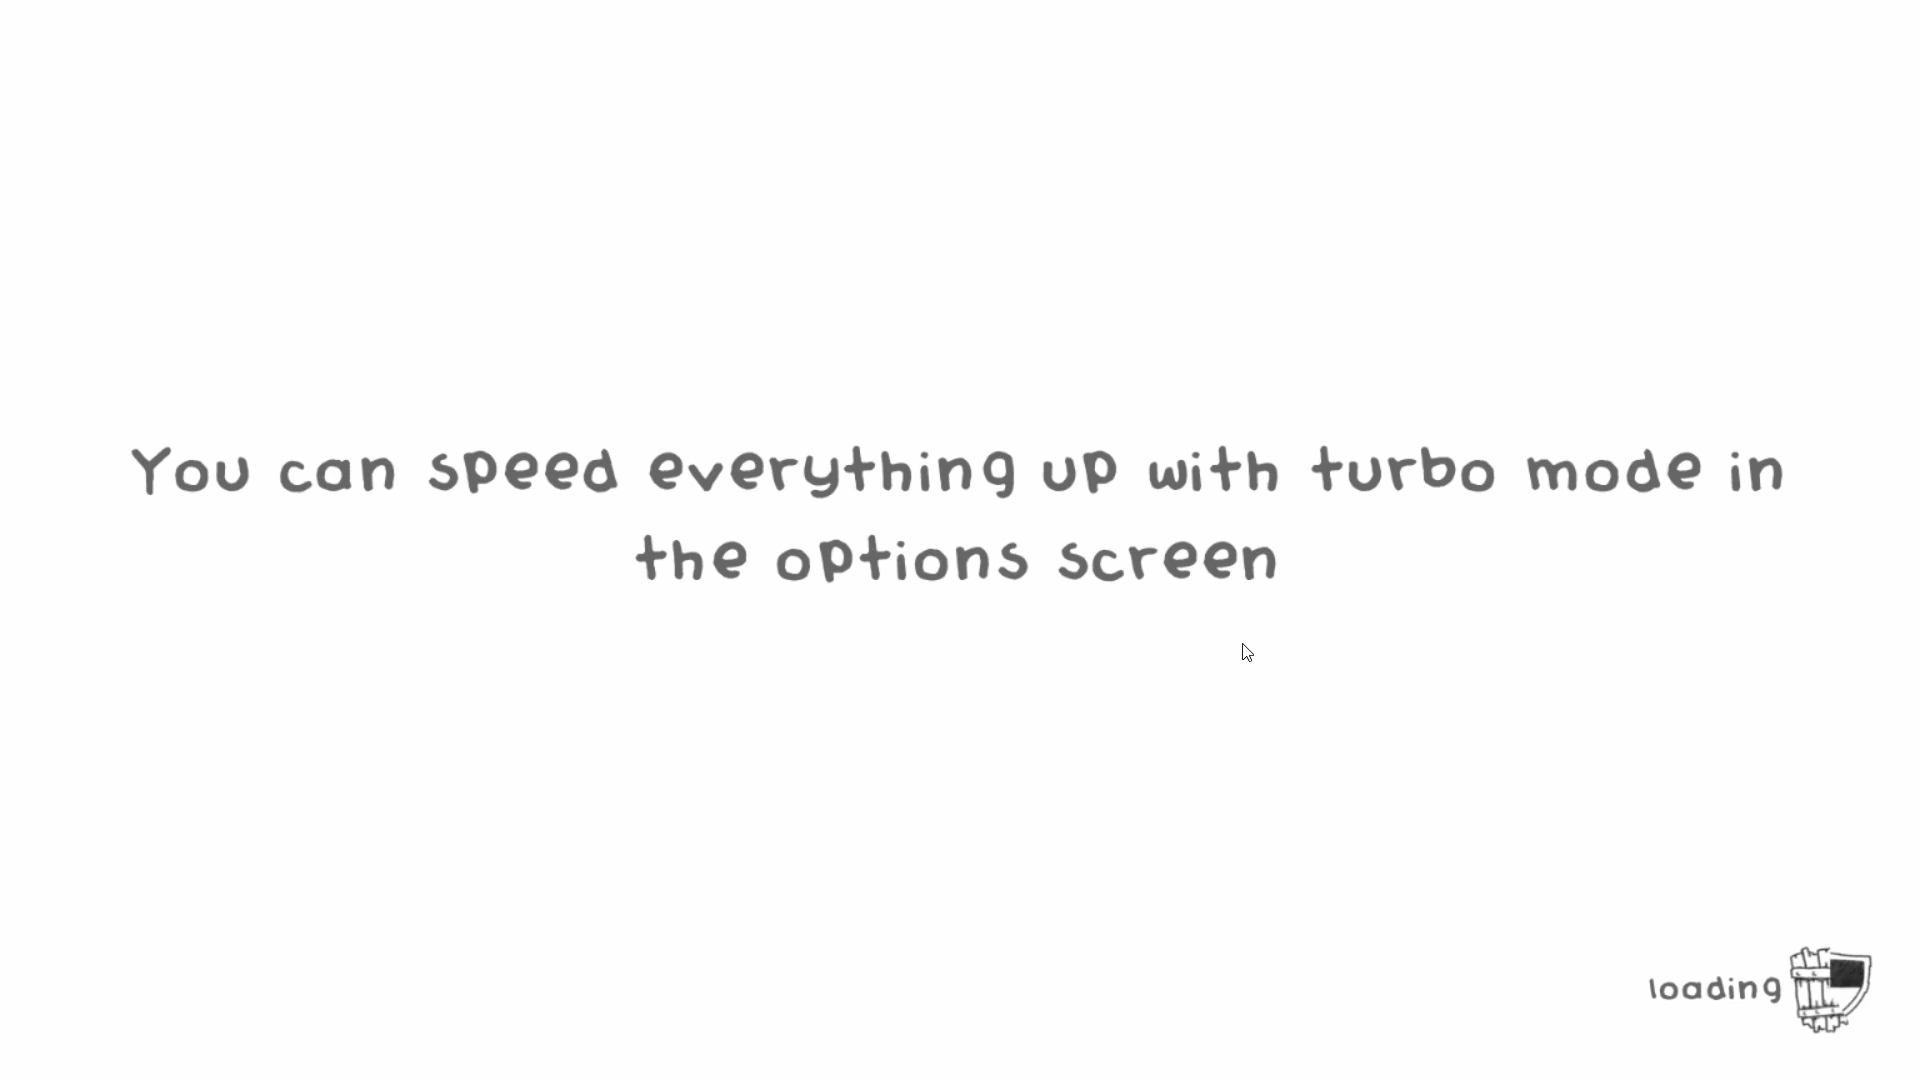 You can speed everything up with turbo mode in
the options screen
loading